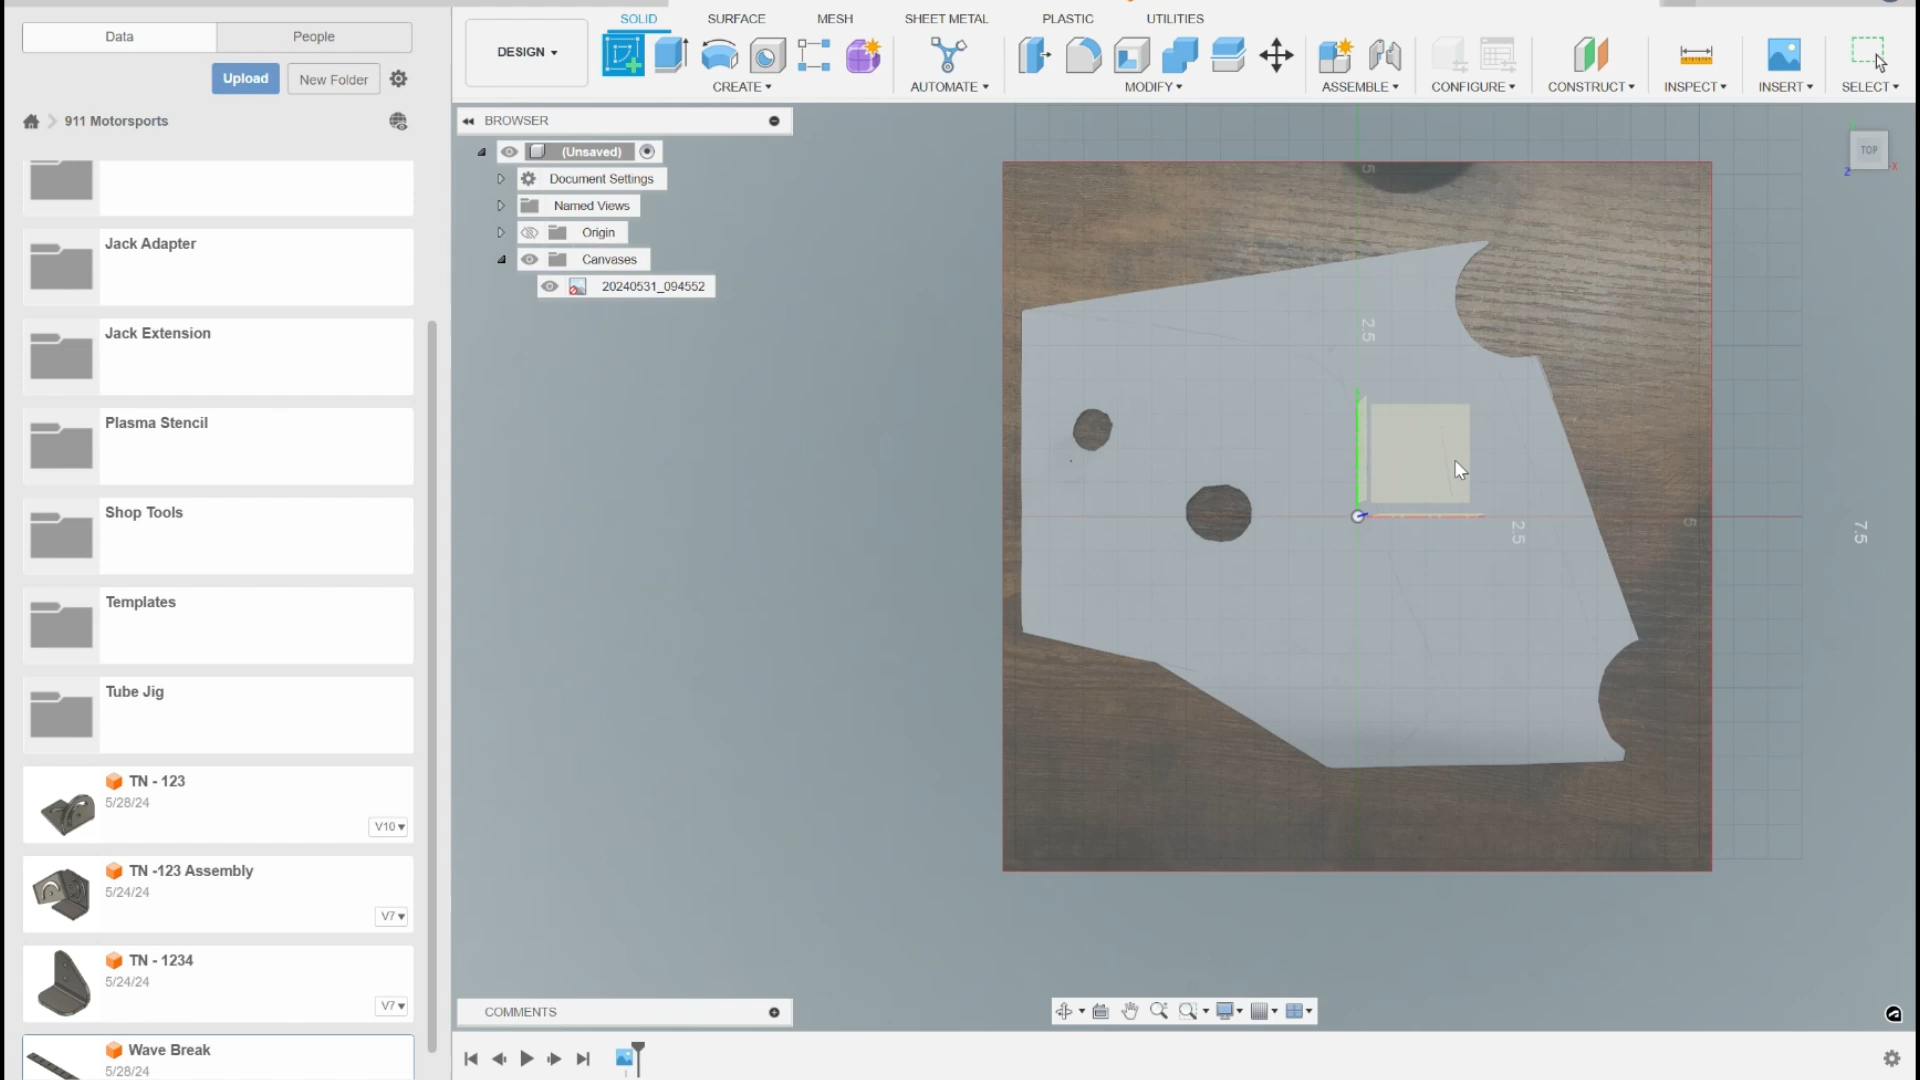 Data
People
Upload
New Folder
911 Motorsports
Jack Adapter
Jack Extension
Plasma Stencil
Shop Tools
Templates
Tube Jig
TN - 123
5/28/24
V10
TN -123 Assembly
5/24/24
V7
TN - 1234
5/24/24
V7
Wave Break
5/28/24
DESIGN
SOLID
SURFACE
MESH
SHEET METAL
PLASTIC
UTILITIES
CREATE
AUTOMATE
MODIFY
ASSEMBLE
CONFIGURE
CONSTRUCT
INSPECT
INSERT
SELECT
BROWSER
(Unsaved)
Document Settings
Named Views
Origin
Canvases
20240531_094552
TOP
X
Z
5
2.5
2.5
5
7.5
COMMENTS